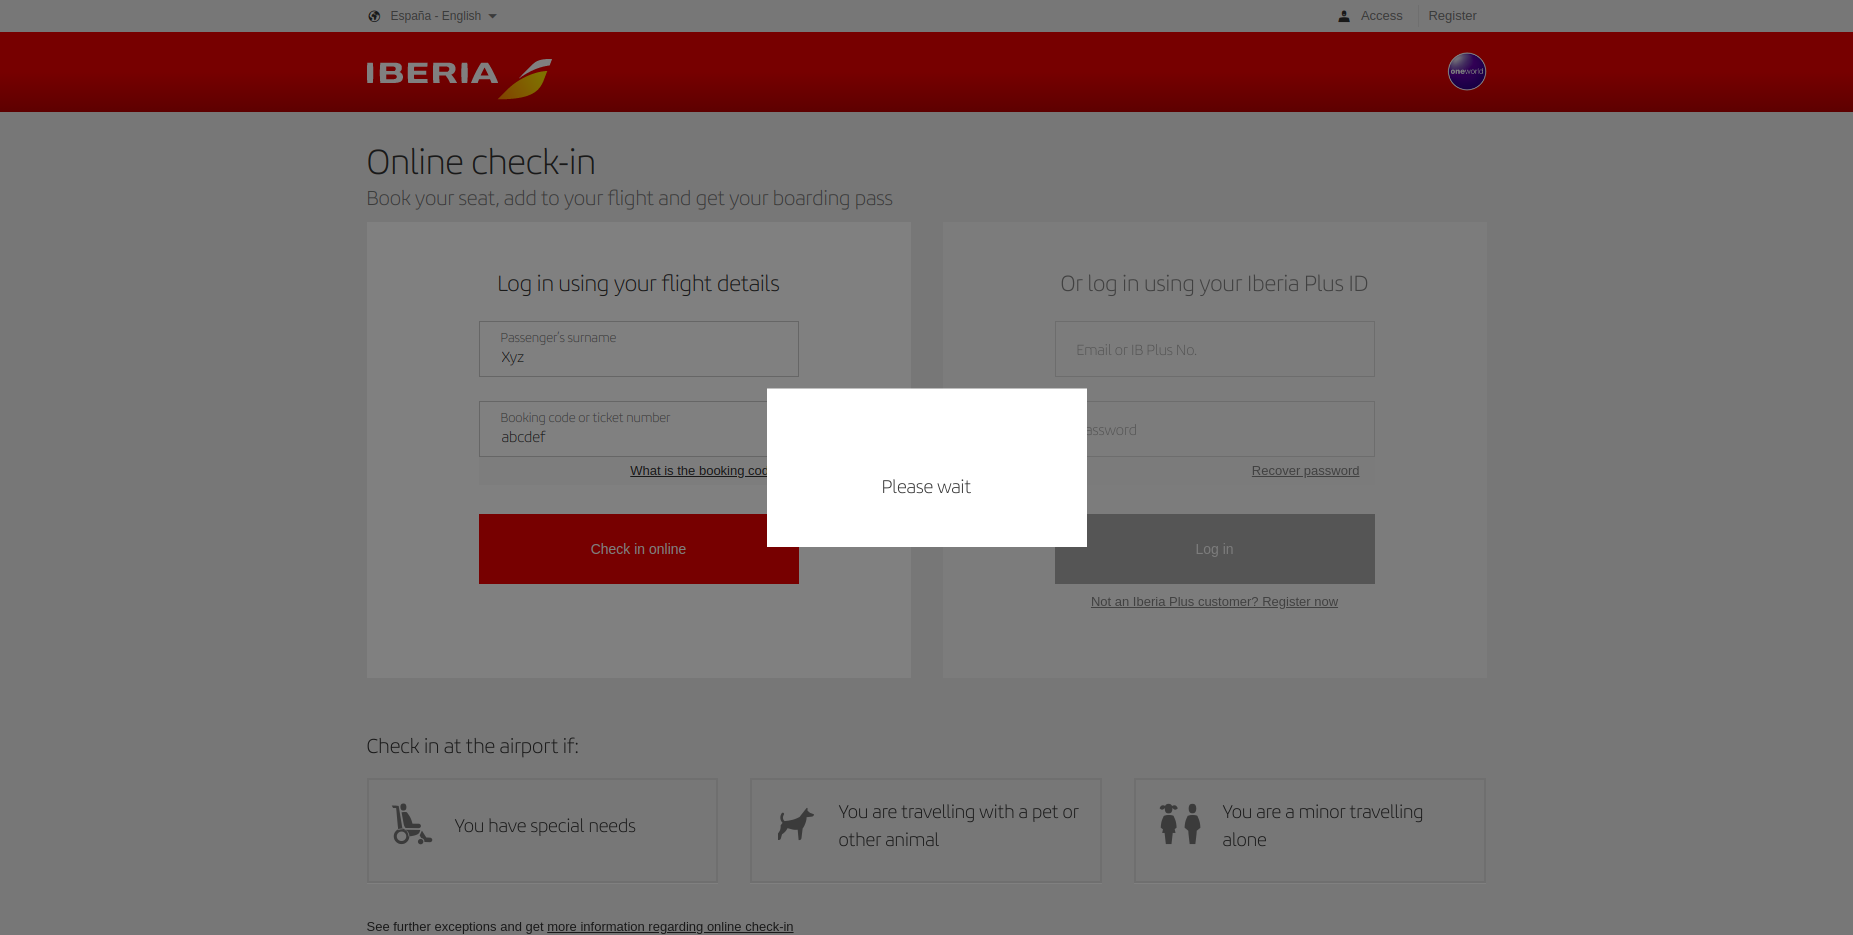 España - English
Access
Register
IBERIA
oneworld
Online check-in
Book your seat, add to your flight and get your boarding pass
Log in using your flight details
Passenger's surname
Xyz
Booking code or ticket number
abcdef
What is the booking cod
Check in online
Or log in using your Iberia Plus ID
Email or IB Plus No.
assword
Recover password
Log in
Not an Iberia Plus customer? Register now
Please wait
Check in at the airport if:
You have special needs
You are travelling with a pet or
other animal
You are a minor travelling
alone
See further exceptions and get more information regarding online check-in